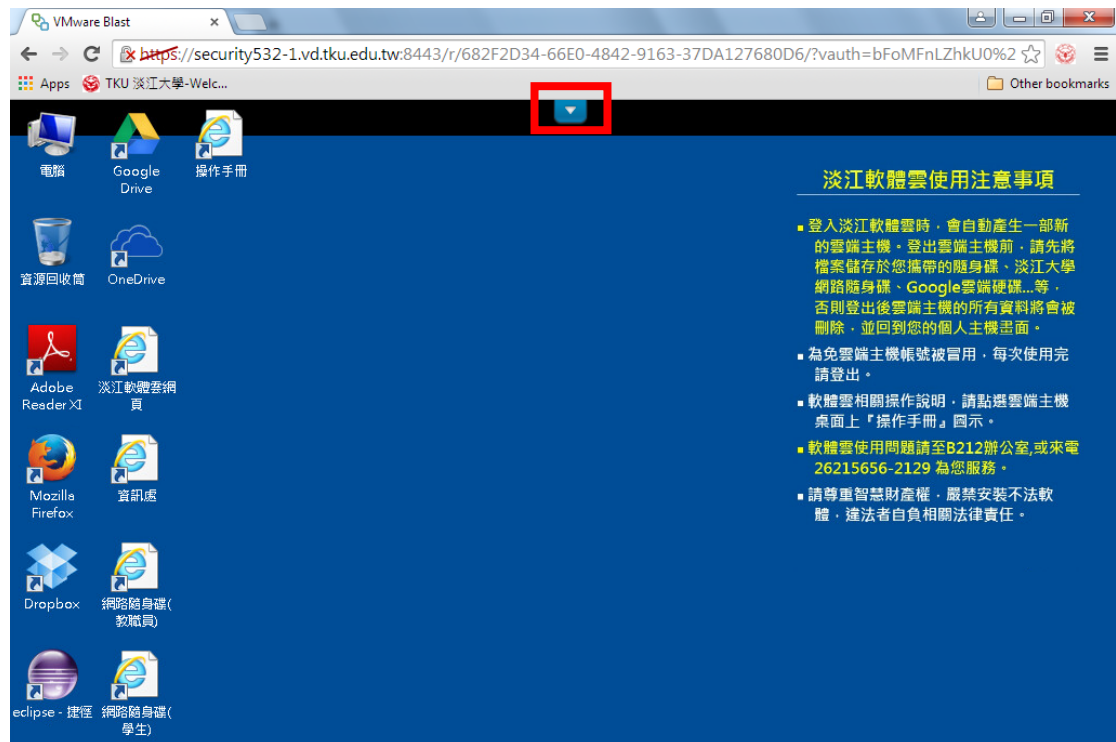 VMware Blast
https://security532-1.vd.tku.edu.tw:8443/r/682F2D34-66E0-4842-9163-37DA127680D6/?vauth=bFoMFnLZhkU0%2
Apps
TKU 淡江大學-Welc...
Other bookmarks
電腦
Google
Drive
操作手冊
資源回收筒
OneDrive
Adobe
Reader XI
淡江軟體雲網
頁
Mozilla
Firefox
資訊處
Dropbox
網路隨身碟(
教職員)
eclipse - 捷徑
網路隨身碟(
學生)
淡江軟體雲使用注意事項
登入淡江軟體雲時，會自動產生一部新
的雲端主機。登出雲端主機前，請先將
檔案儲存於您攜帶的隨身碟、淡江大學
網路隨身碟、Google雲端硬碟...等，
否則登出後雲端主機的所有資料將會被
刪除，並回到您的個人主機畫面。
為免雲端主機帳號被冒用，每次使用完
請登出。
軟體雲相關操作說明，請點選雲端主機
桌面上『操作手冊』圖示。
軟體雲使用問題請至B212辦公室,或來電
26215656-2129 為您服務。
請尊重智慧財產權，嚴禁安裝不法軟
體，違法者自負相關法律責任。